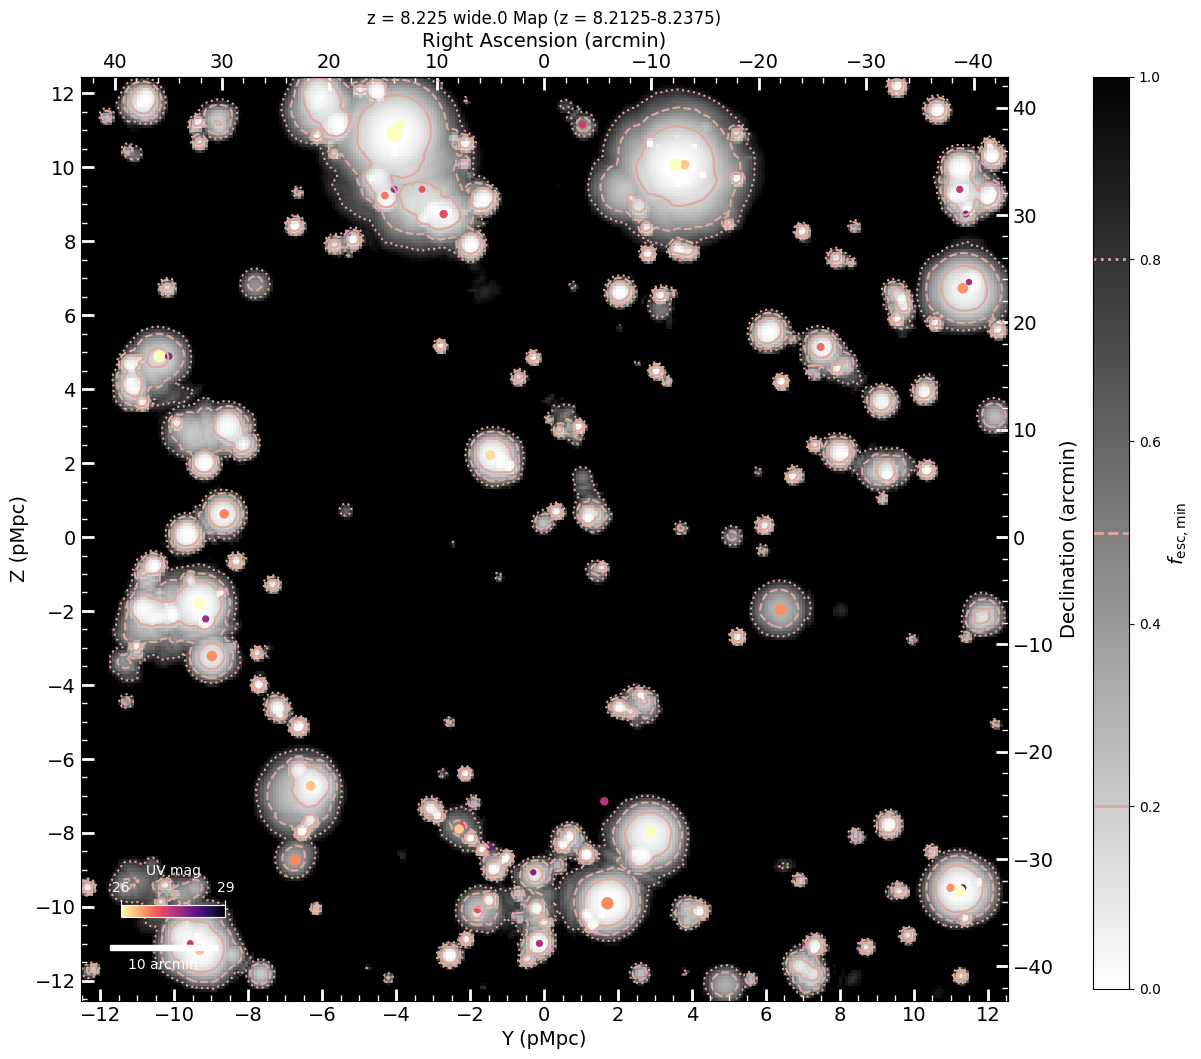 z = 8.225 wide.0 Map (z = 8.2125-8.2375)
Right Ascension (arcmin)
40 30 20 10 0 −10 −20 −30 −40
12
10
8
6
4
2
0
−2
−4
−6
−8
−10
−12
Z (pMpc)
40
30
20
10
0
−10
−20
−30
−40
Declination (arcmin)
1.0
0.8
0.6
0.4
0.2
0.0
f_esc,min
UV mag
26 29
10 arcmin
−12 −10 −8 −6 −4 −2 0 2 4 6 8 10 12
Y (pMpc)